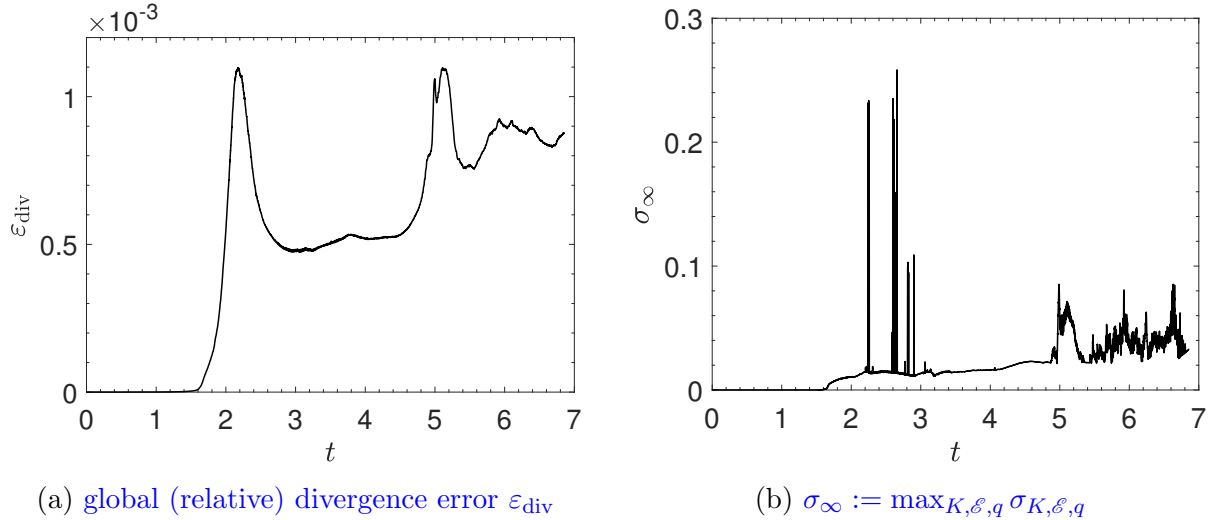 ×10⁻³
1
0.5
0
ε_div
0 1 2 3 4 5 6 7
t
(a) global (relative) divergence error ε_div
0.3
0.2
0.1
0
σ_∞
0 1 2 3 4 5 6 7
t
(b) σ_∞ := max_{K,ℰ,q} σ_{K,ℰ,q}